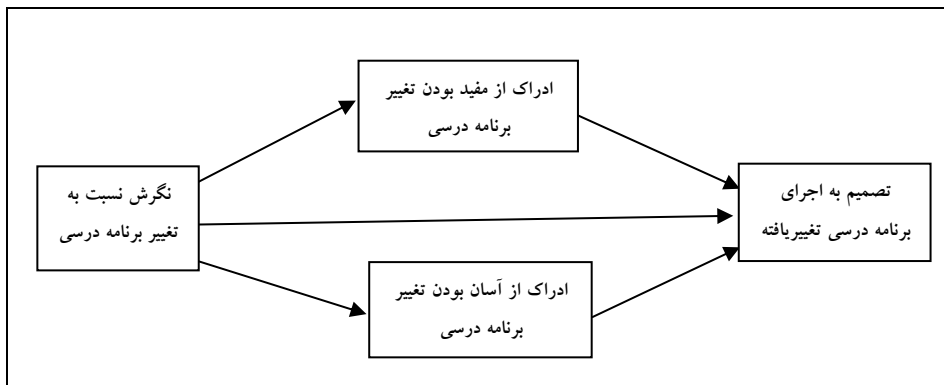 ادراک از مفید بودن تغییر
برنامه درسی
نگرش نسبت به
تغییر برنامه درسی
تصمیم به اجرای
برنامه درسی تغییریافته
ادراک از آسان بودن تغییر
برنامه درسی